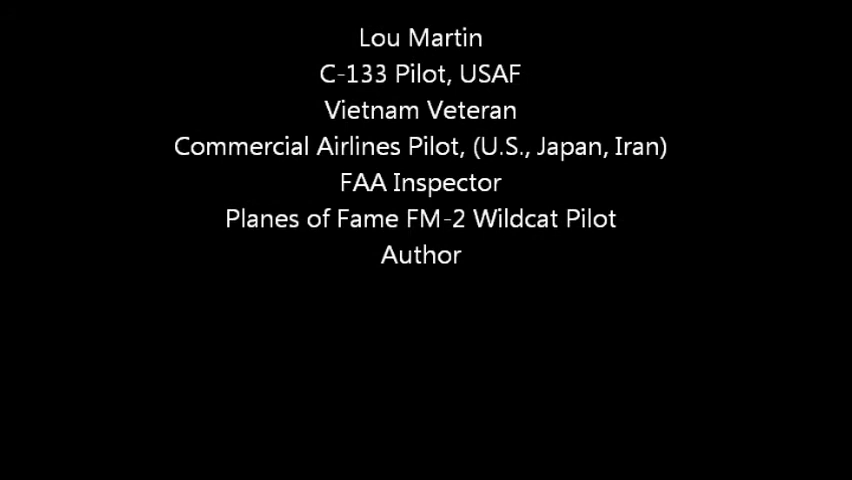 Lou Martin
C-133 Pilot, USAF
Vietnam Veteran
Commercial Airlines Pilot, (U.S., Japan, Iran)
FAA Inspector
Planes of Fame FM-2 Wildcat Pilot
Author